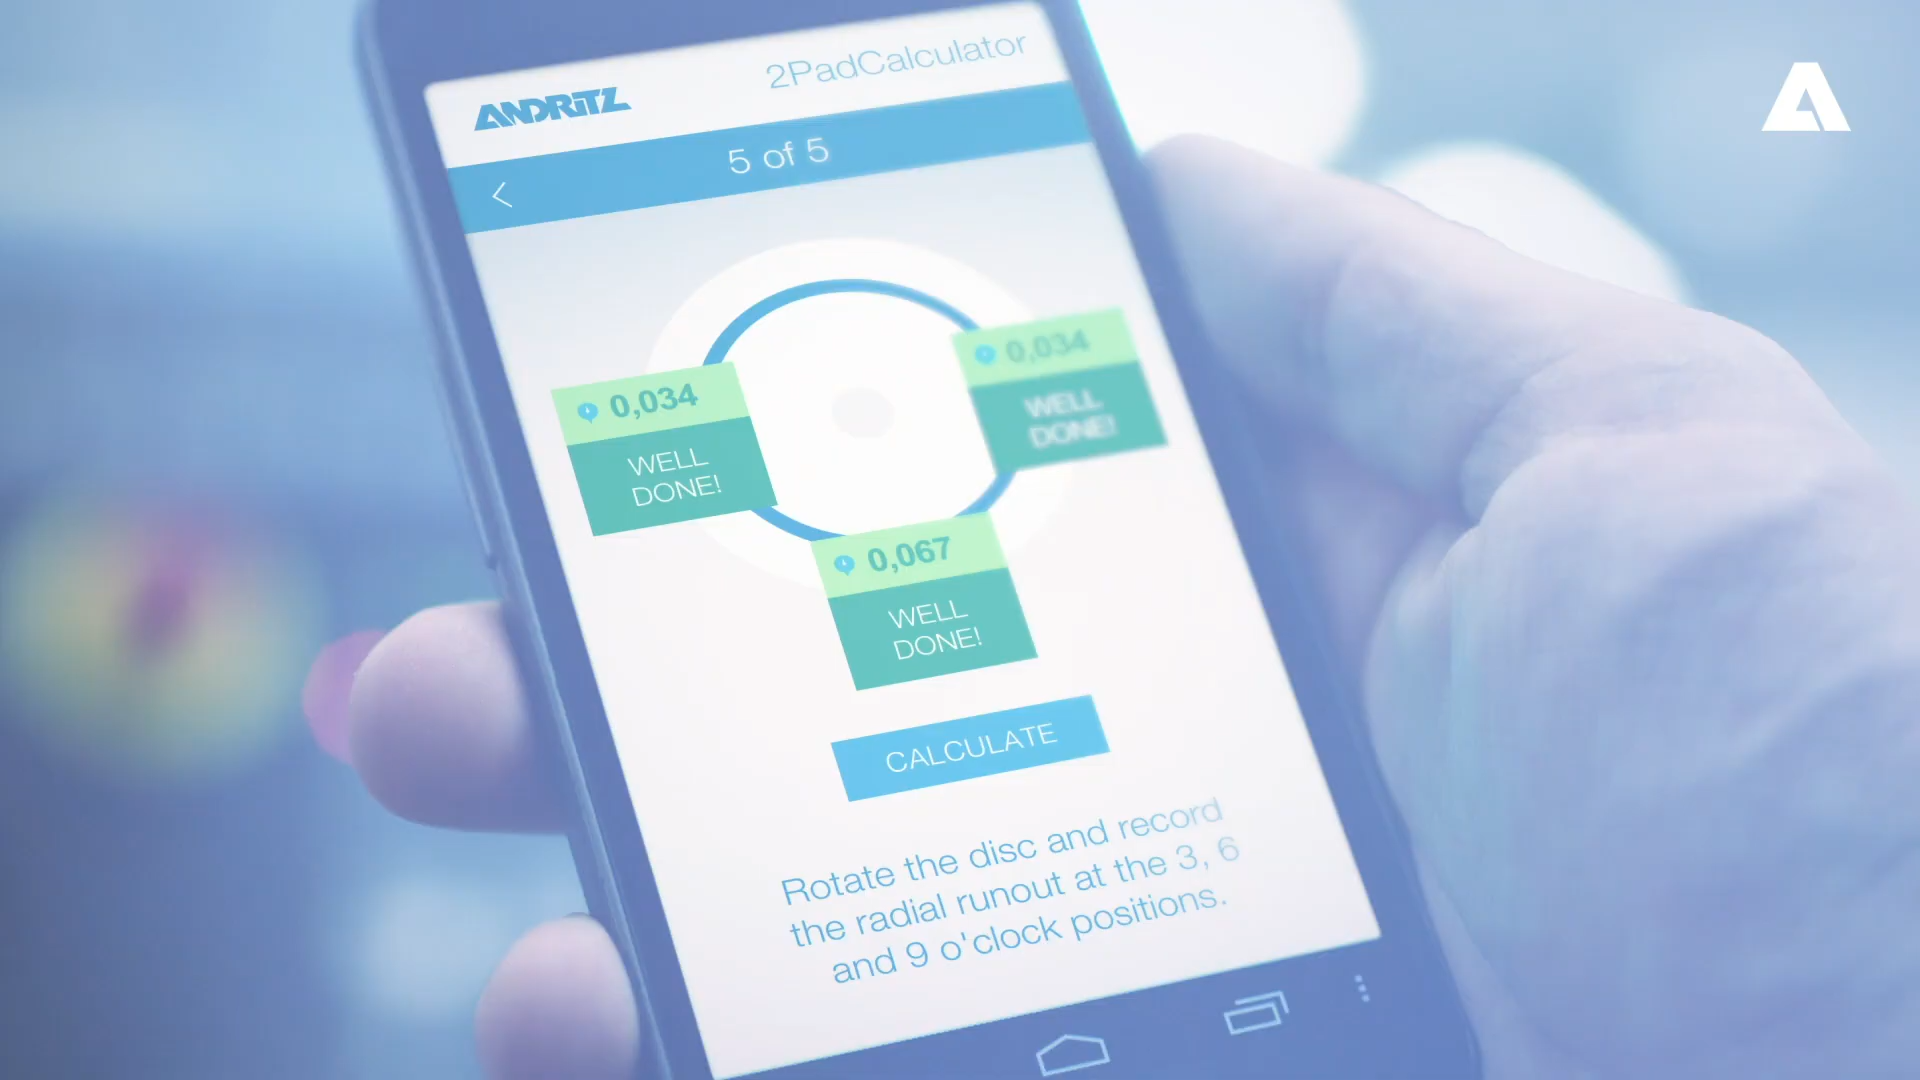 ANDRITZ
2PadCalculator
5 of 5
0,034
WELL
DONE!
0,034
WELL
DONE!
0,067
WELL
DONE!
CALCULATE
Rotate the disc and record
the radial runout at the 3, 6
and 9 o'clock positions.